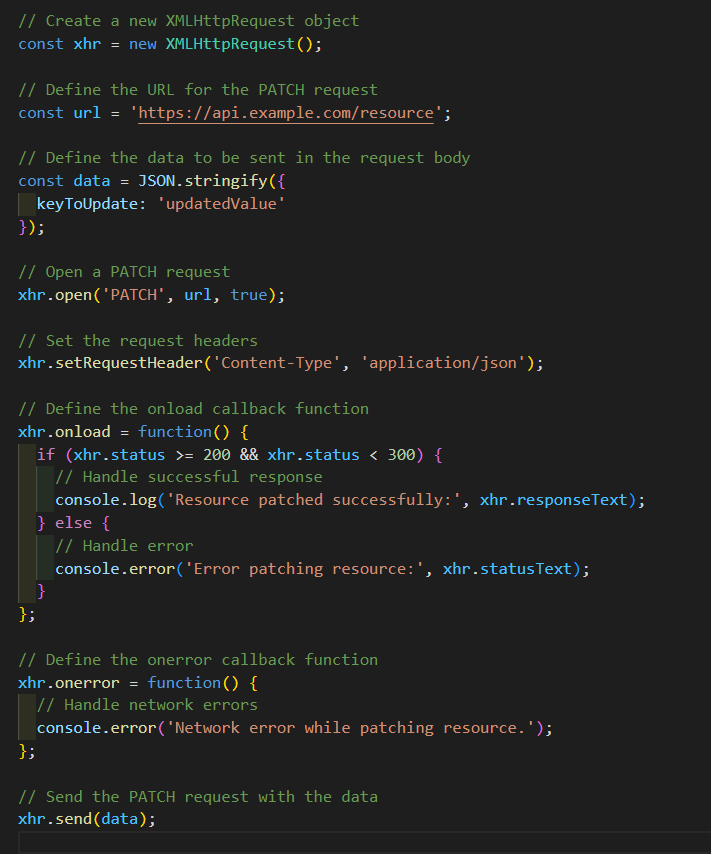 // Create a new XMLHttpRequest object
const xhr = new XMLHttpRequest();
// Define the URL for the PATCH request
const url = 'https://api.example.com/resource';
// Define the data to be sent in the request body
const data = JSON.stringify({
  keyToUpdate: 'updatedValue'
});
// Open a PATCH request
xhr.open('PATCH', url, true);
// Set the request headers
xhr.setRequestHeader('Content-Type', 'application/json');
// Define the onload callback function
xhr.onload = function() {
  if (xhr.status >= 200 && xhr.status < 300) {
    // Handle successful response
    console.log('Resource patched successfully:', xhr.responseText);
  } else {
    // Handle error
    console.error('Error patching resource:', xhr.statusText);
  }
};
// Define the onerror callback function
xhr.onerror = function() {
  // Handle network errors
  console.error('Network error while patching resource.');
};
// Send the PATCH request with the data
xhr.send(data);